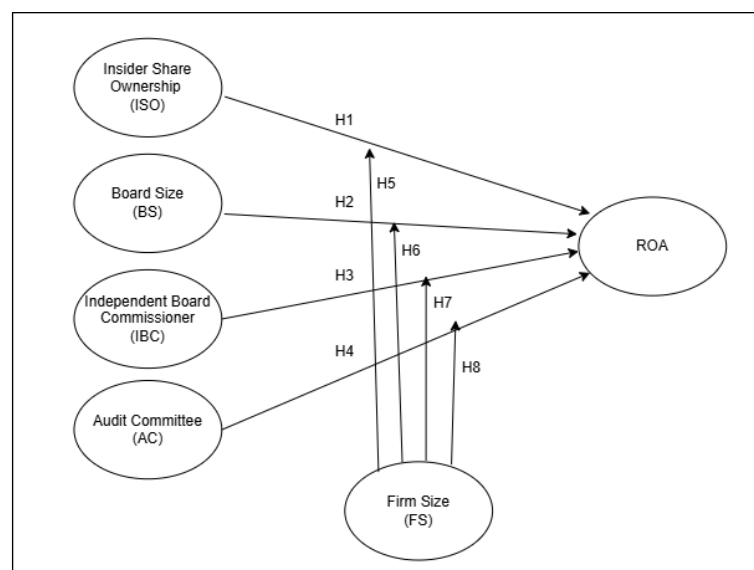 Insider Share
Ownership
(ISO)
H1
H5
Board Size
(BS)
H2
H6
ROA
Independent Board
Commissioner
(IBC)
H3
H7
H4
H8
Audit Committee
(AC)
Firm Size
(FS)